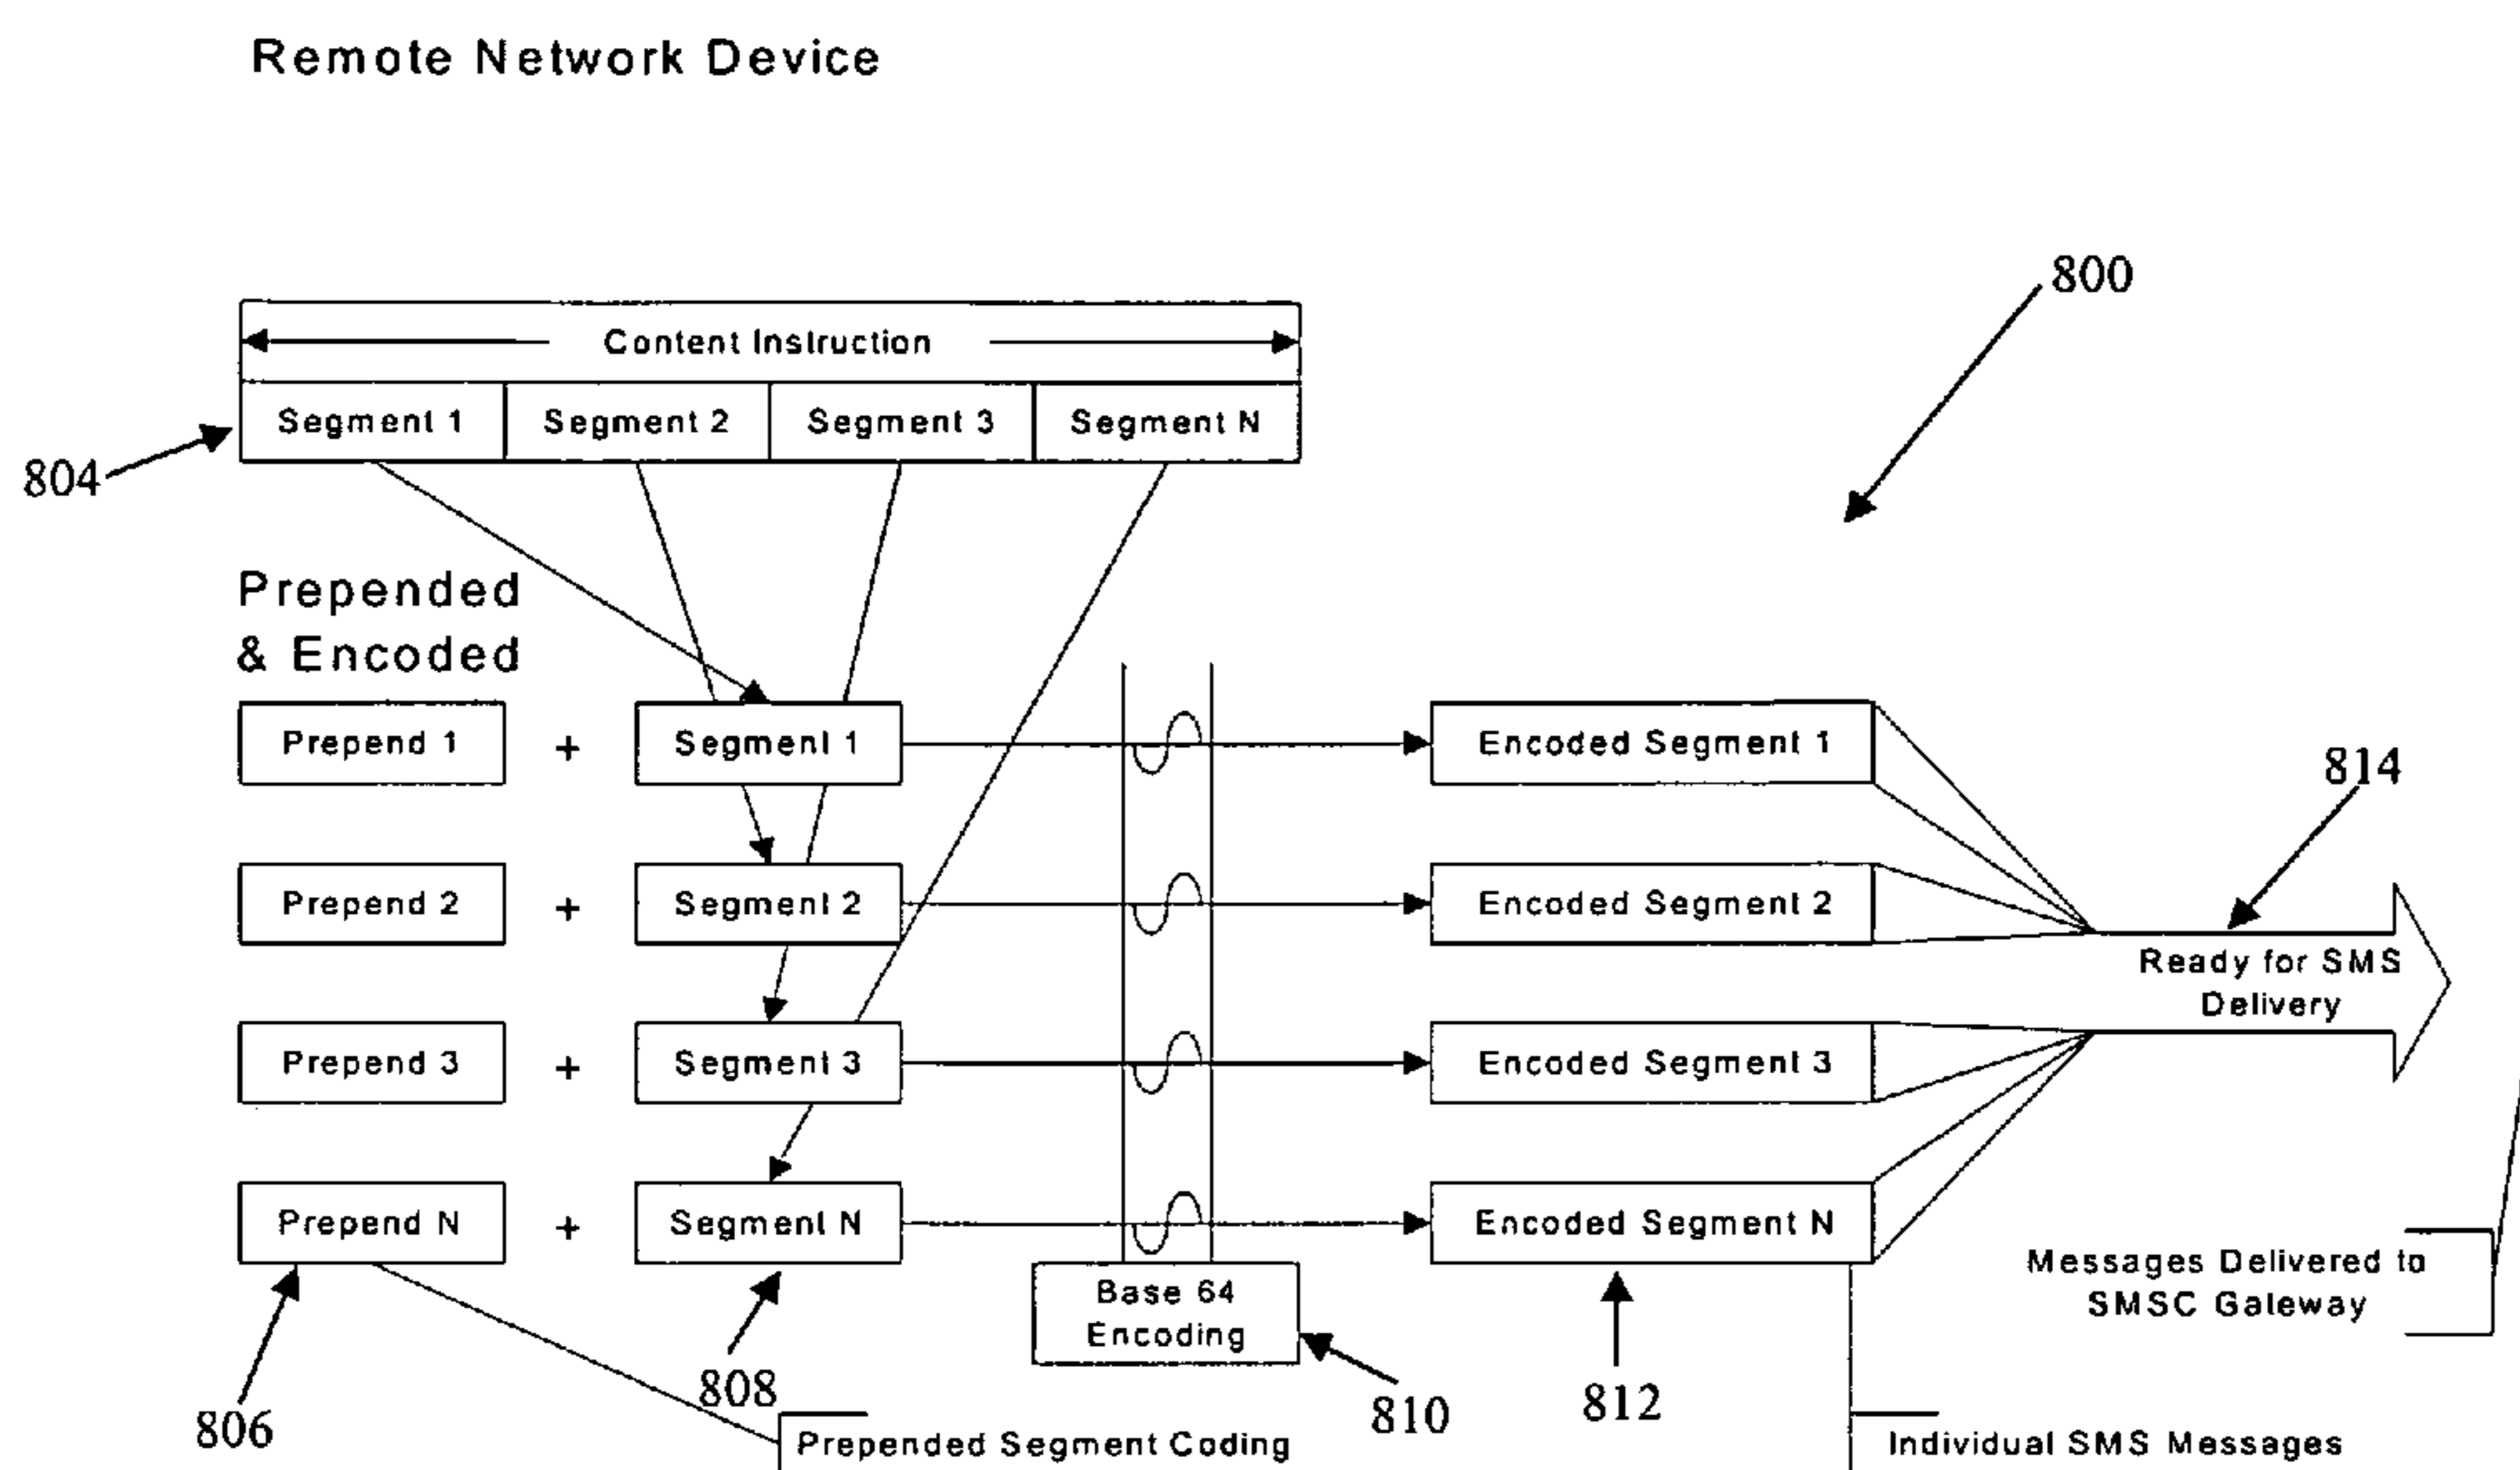 Remote Network Device
800
Content Instruction
Segment 1 Segment 2 Segment 3 Segment N
804
Prepended
& Encoded
Prepend 1 + Segment 1 Encoded Segment 1
814
Prepend 2 + Segment 2 Encoded Segment 2
Ready for SMS
Delivery
Prepend 3 + Segment 3 Encoded Segment 3
Prepend N + Segment N Encoded Segment N
Messages Delivered to
SMSC Gateway
Base 64
Encoding
808
812
810
806
Prepended Segment Coding
Individual SMS Messages